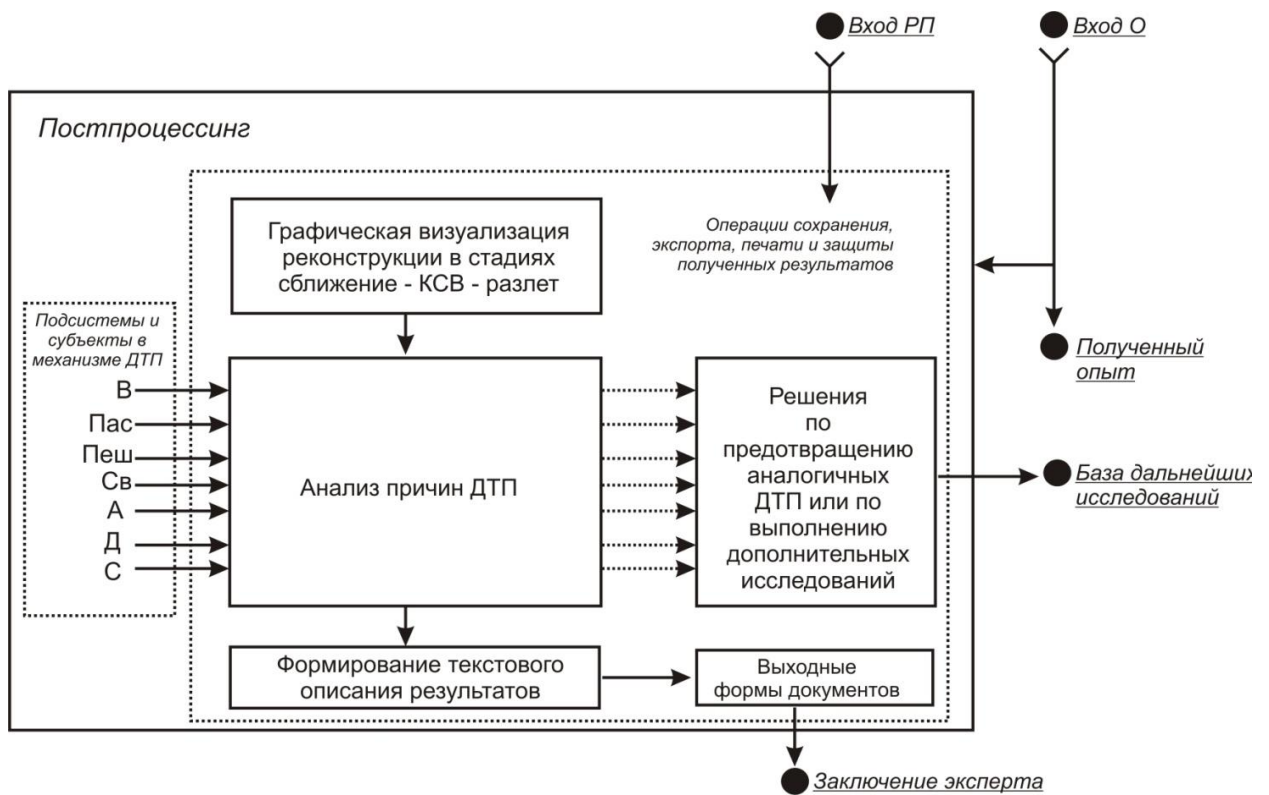 Вход РП
Вход О
Постпроцессинг
Операции сохранения,
экспорта, печати и защиты
полученных результатов
Графическая визуализация
реконструкции в стадиях
сближение - КСВ - разлет
Подсистемы и
субъекты в
механизме ДТП
В
Пас
Пеш
Св
А
Д
С
Анализ причин ДТП
Решения
по
предотвращению
аналогичных
ДТП или по
выполнению
дополнительных
исследований
Полученный
опыт
База дальнейших
исследований
Формирование текстового
описания результатов
Выходные
формы документов
Заключение эксперта